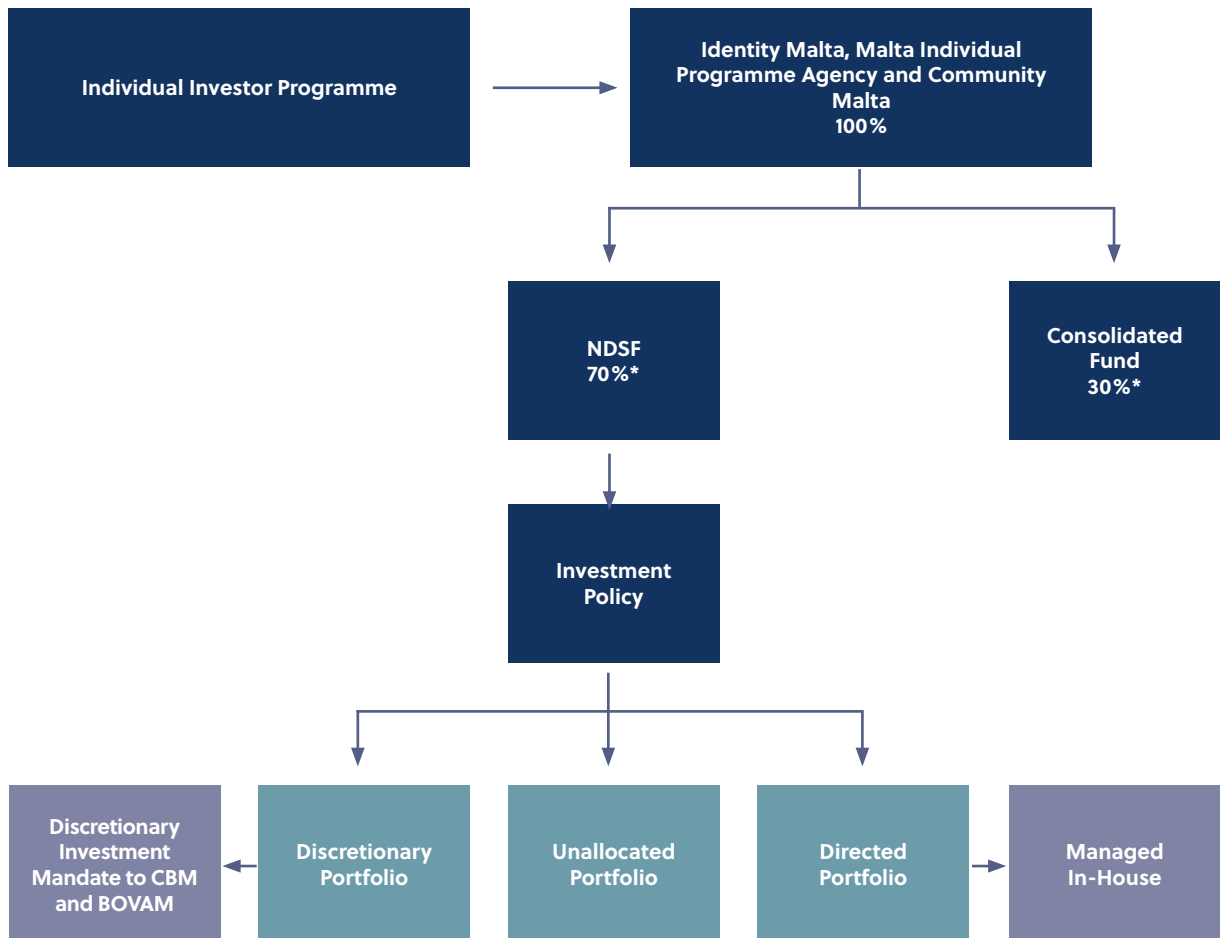 Individual Investor Programme
Identity Malta, Malta Individual
Programme Agency and Community
Malta
100%
NDSF
70%*
Consolidated
Fund
30%*
Investment
Policy
Discretionary
Investment
Mandate to CBM
and BOVAM
Discretionary
Portfolio
Unallocated
Portfolio
Directed
Portfolio
Managed
In-House